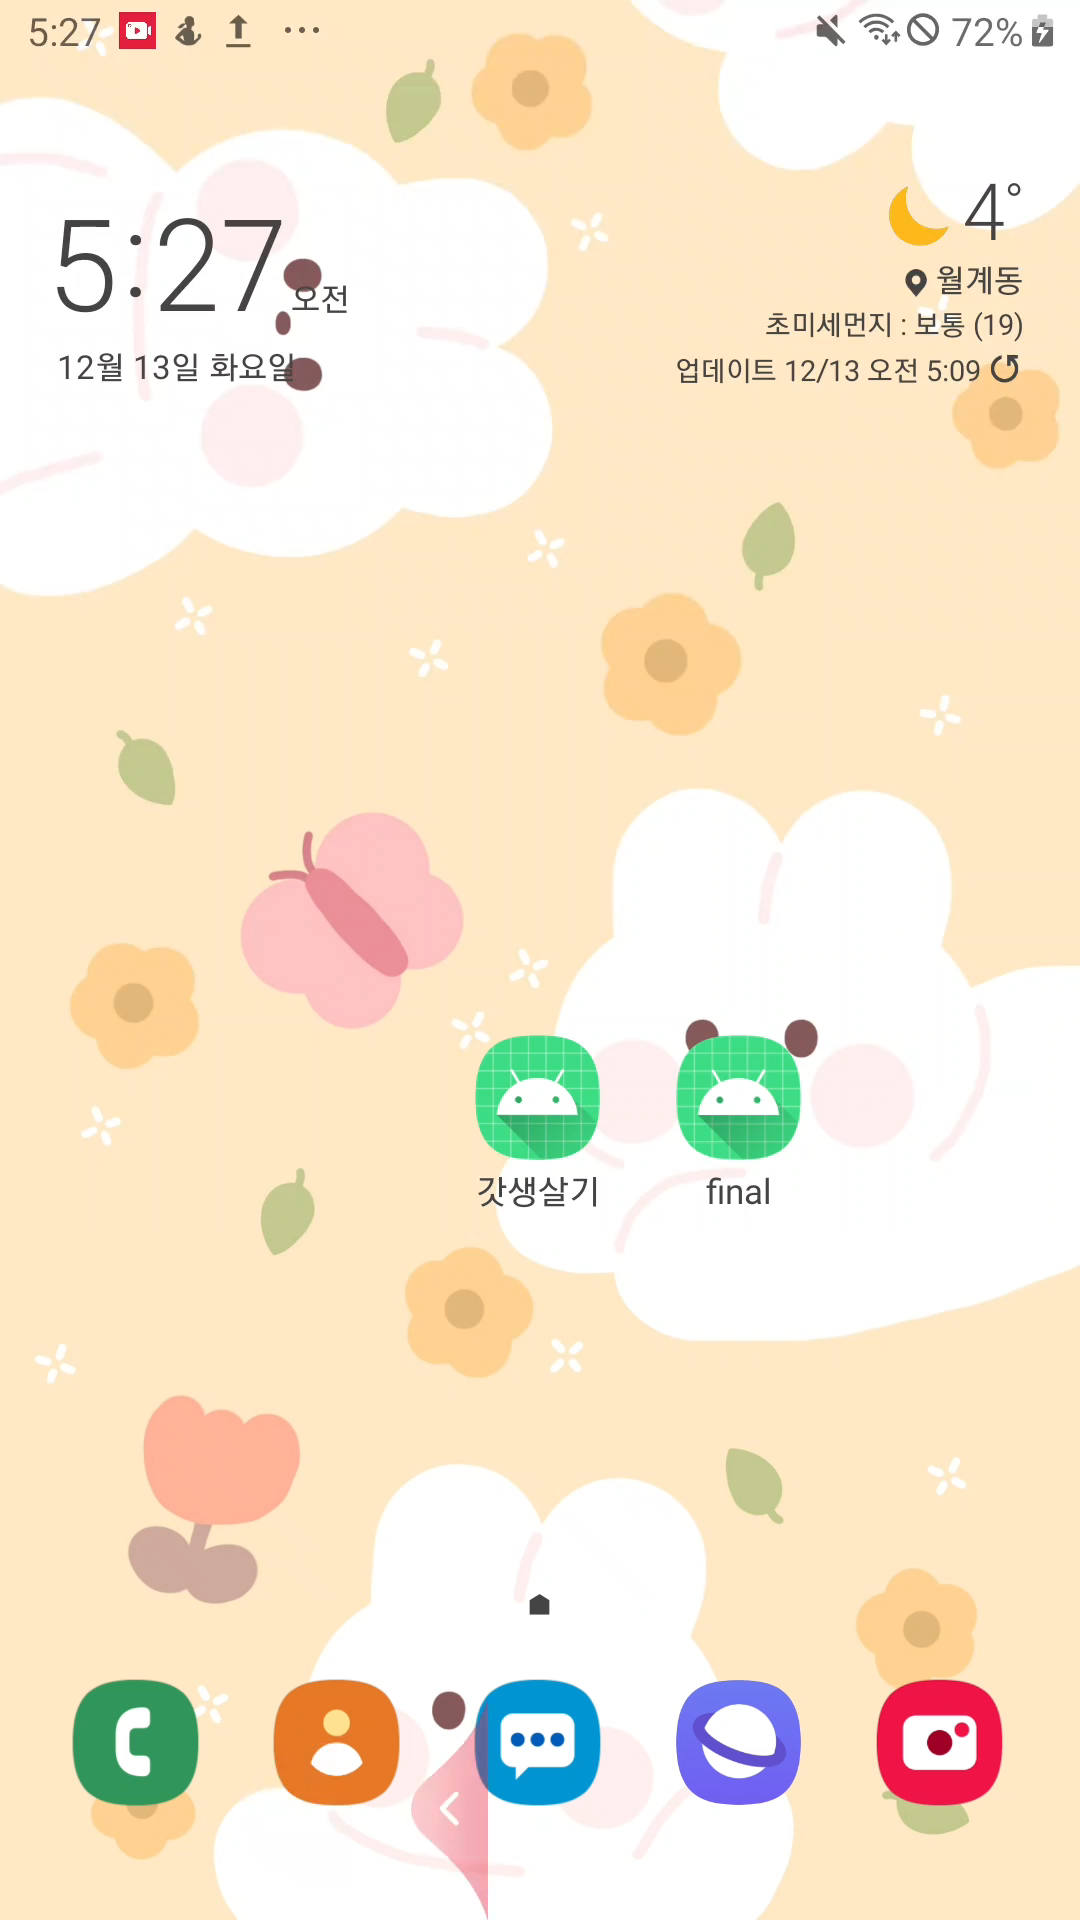 5:27
72%
5:27 오전
12월 13일 화요일
4°
월계동
초미세먼지 : 보통 (19)
업데이트 12/13 오전 5:09
갓생살기
final